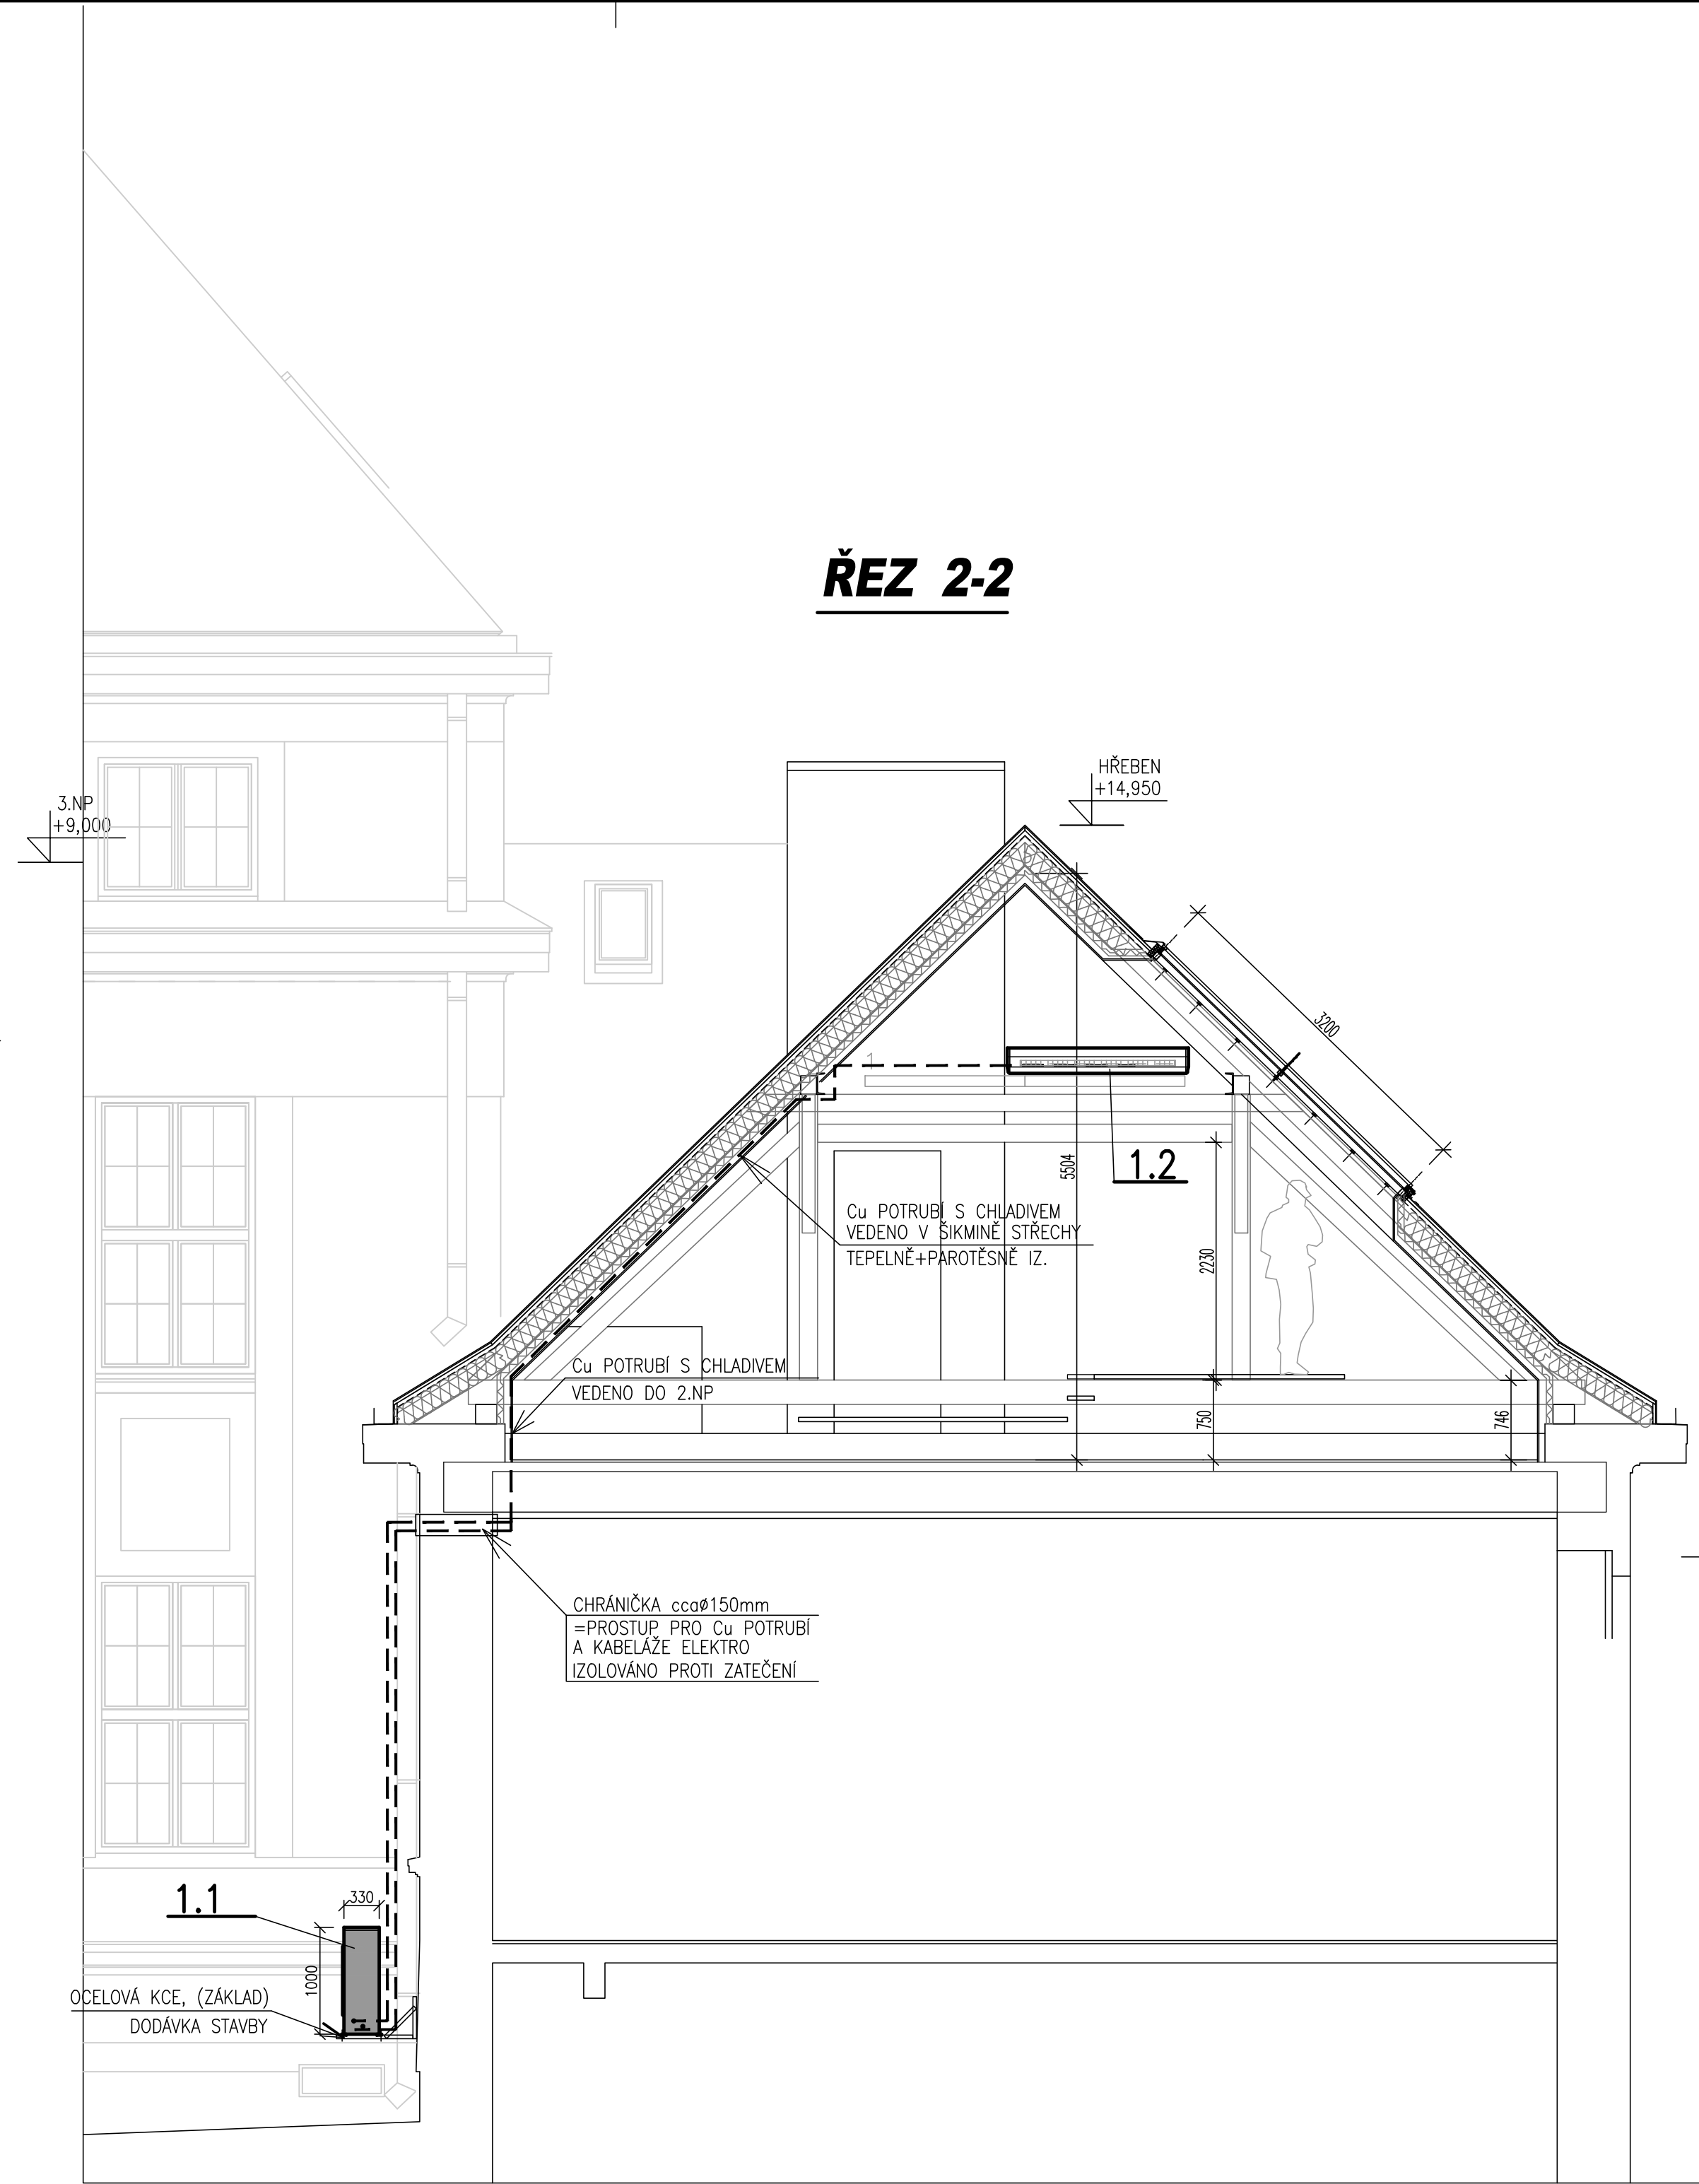 ŘEZ 2-2
HŘEBEN
+14,950
3.NP
+9,000
3200
1
5504
1.2
2230
Cu POTRUBÍ S CHLADIVEM
VEDENO V ŠIKMINĚ STŘECHY
TEPELNĚ+PAROTĚSNĚ IZ.
Cu POTRUBÍ S CHLADIVEM
VEDENO DO 2.NP
750
746
CHRÁNIČKA ccaø150mm
=PROSTUP PRO Cu POTRUBÍ
A KABELÁŽE ELEKTRO
IZOLOVÁNO PROTI ZATEČENÍ
1.1
330
1000
OCELOVÁ KCE, (ZÁKLAD)
DODÁVKA STAVBY